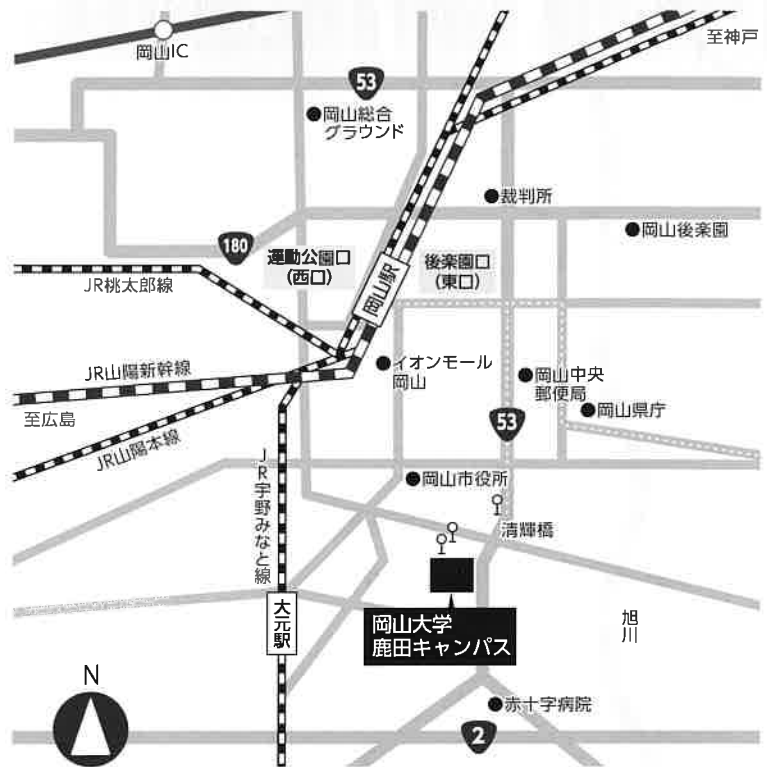 至神戸
岡山IC
53
岡山総合
グラウンド
裁判所
岡山後楽園
180
運動公園口
(西口)
後楽園口
(東口)
岡山駅
JR桃太郎線
JR山陽新幹線
イオンモール
岡山
岡山中央
郵便局
岡山県庁
至広島
53
JR山陽本線
岡山市役所
JR宇野みなと線
清輝橋
大元駅
岡山大学
鹿田キャンパス
旭川
N
赤十字病院
2